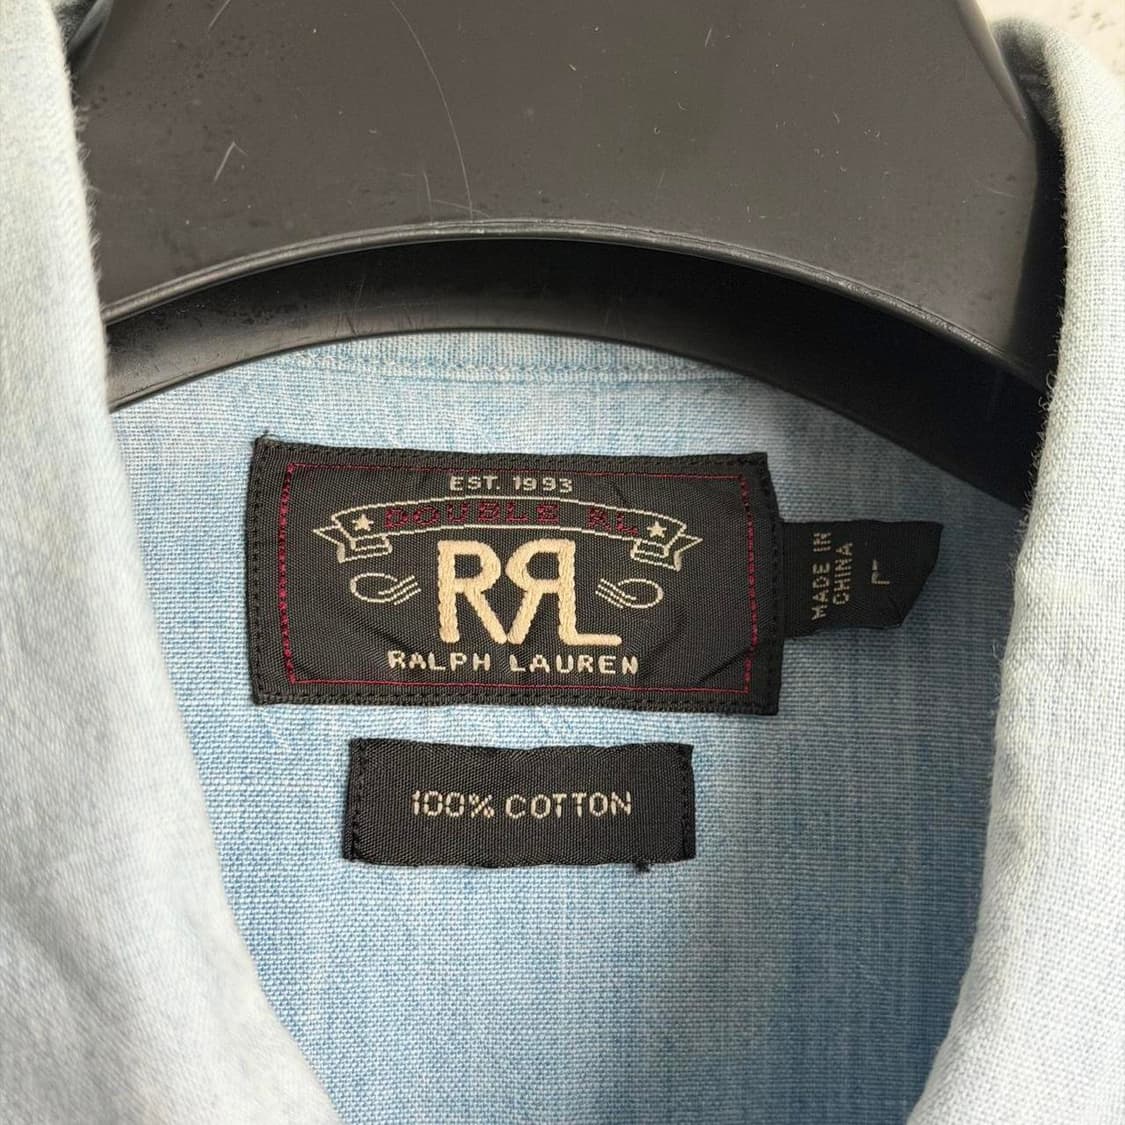 EST. 1993
DOUBLE RL
RRL
RALPH LAUREN
MADE IN
CHINA
L
100% COTTON